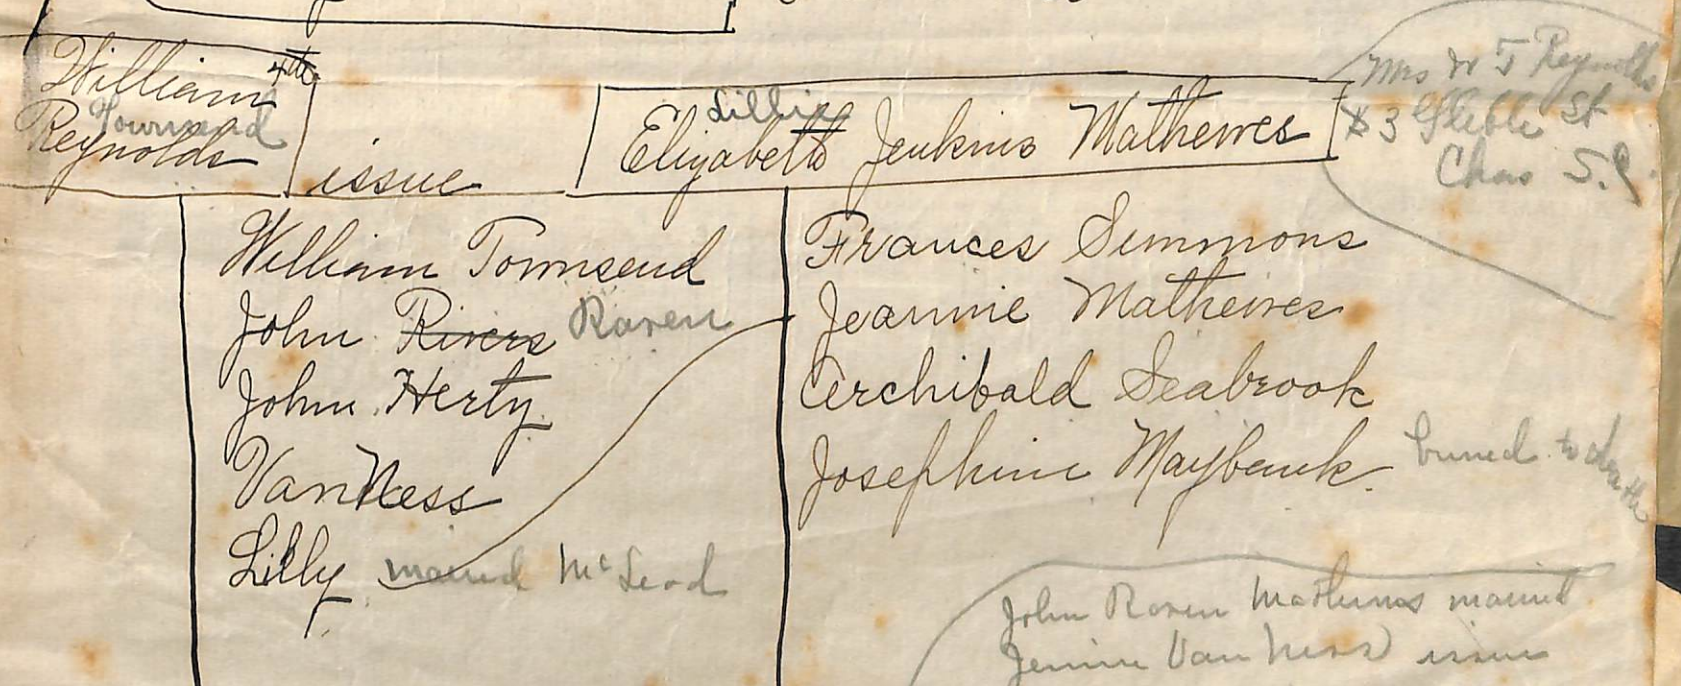 William 4th
Townsend
Reynolds
issue
Lillie
Elizabeth Jenkins Mathewes
Mrs W T Reynolds
#3 Glebe St
Chas S.C.
William Townsend
John Rivers Raven
John Herty
VanNess
Lilly married McLeod
Frances Simmons
Jeannie Mathewes
Archibald Seabrook
Josephine Maybank. burned to death
John Raven Mathewes married
Jennie Van Ness issue